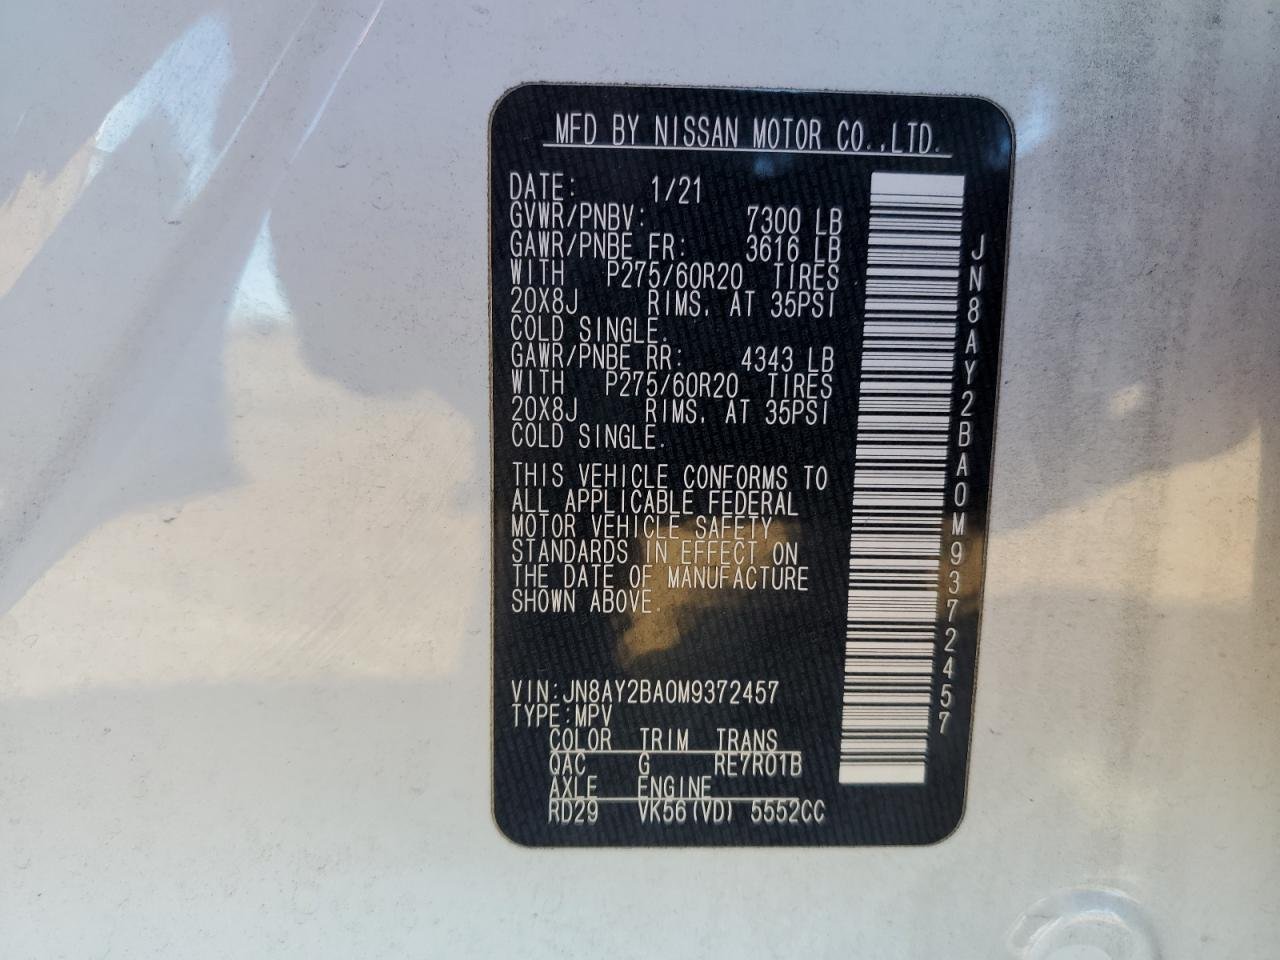 MFD BY NISSAN MOTOR CO.,LTD.
DATE: 1/21
GVWR/PNBV: 7300 LB
GAWR/PNBE FR: 3616 LB
WITH P275/60R20 TIRES
20X8J RIMS, AT 35PSI
COLD SINGLE.
GAWR/PNBE RR: 4343 LB
WITH P275/60R20 TIRES
20X8J RIMS, AT 35PSI
COLD SINGLE.
THIS VEHICLE CONFORMS TO
ALL APPLICABLE FEDERAL
MOTOR VEHICLE SAFETY
STANDARDS IN EFFECT ON
THE DATE OF MANUFACTURE
SHOWN ABOVE.
VIN:JN8AY2BA0M9372457
TYPE:MPV
COLOR TRIM TRANS
QAC G RE7R01B
AXLE ENGINE
RD29 VK56(VD) 5552CC
JN8AY2BA0M9372457